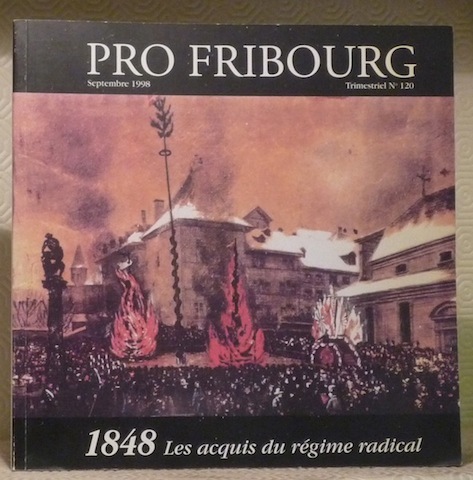 PRO FRIBOURG
Septembre 1998 Trimestriel N° 120
1848 Les acquis du régime radical